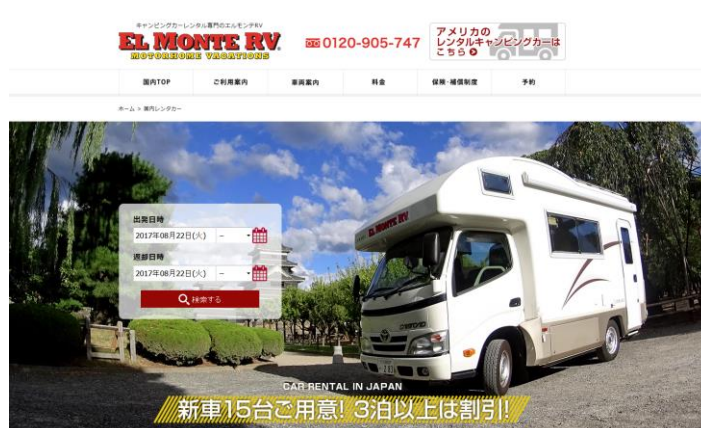 キャンピングカーレンタル専門のエルモンテRV
EL MONTE RV
MOTORHOME VACATIONS
0120-905-747
アメリカの
レンタルキャンピングカーは
こちら
国内TOP
ご利用案内
車両案内
料金
保険・補償制度
予約
ホーム > 国内レンタカー
出発日時
2017年08月22日(火)
--
返却日時
2017年08月22日(火)
--
検索する
EL MONTE RV
CAR RENTAL IN JAPAN
新車15台ご用意! 3泊以上は割引!